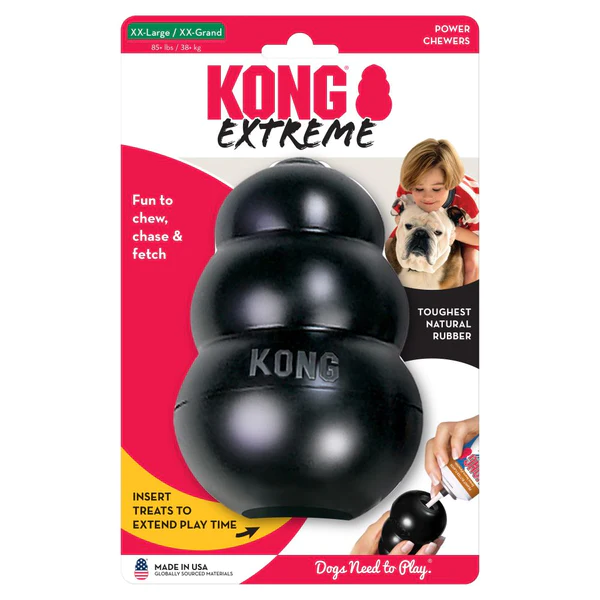 XX-Large / XX-Grand
85+ lbs / 38+ kg
POWER
CHEWERS
KONG®
EXTREME
Fun to
chew,
chase &
fetch
TOUGHEST
NATURAL
RUBBER
KONG
INSERT
TREATS TO
EXTEND PLAY TIME
MADE IN USA
GLOBALLY SOURCED MATERIALS
Dogs Need to Play.®